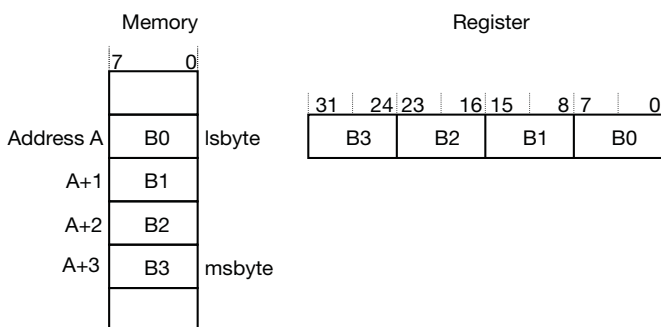 Memory
Register
7 0
31 24 23 16 15 8 7 0
Address A B0 lsbyte
B3 B2 B1 B0
A+1 B1
A+2 B2
A+3 B3 msbyte